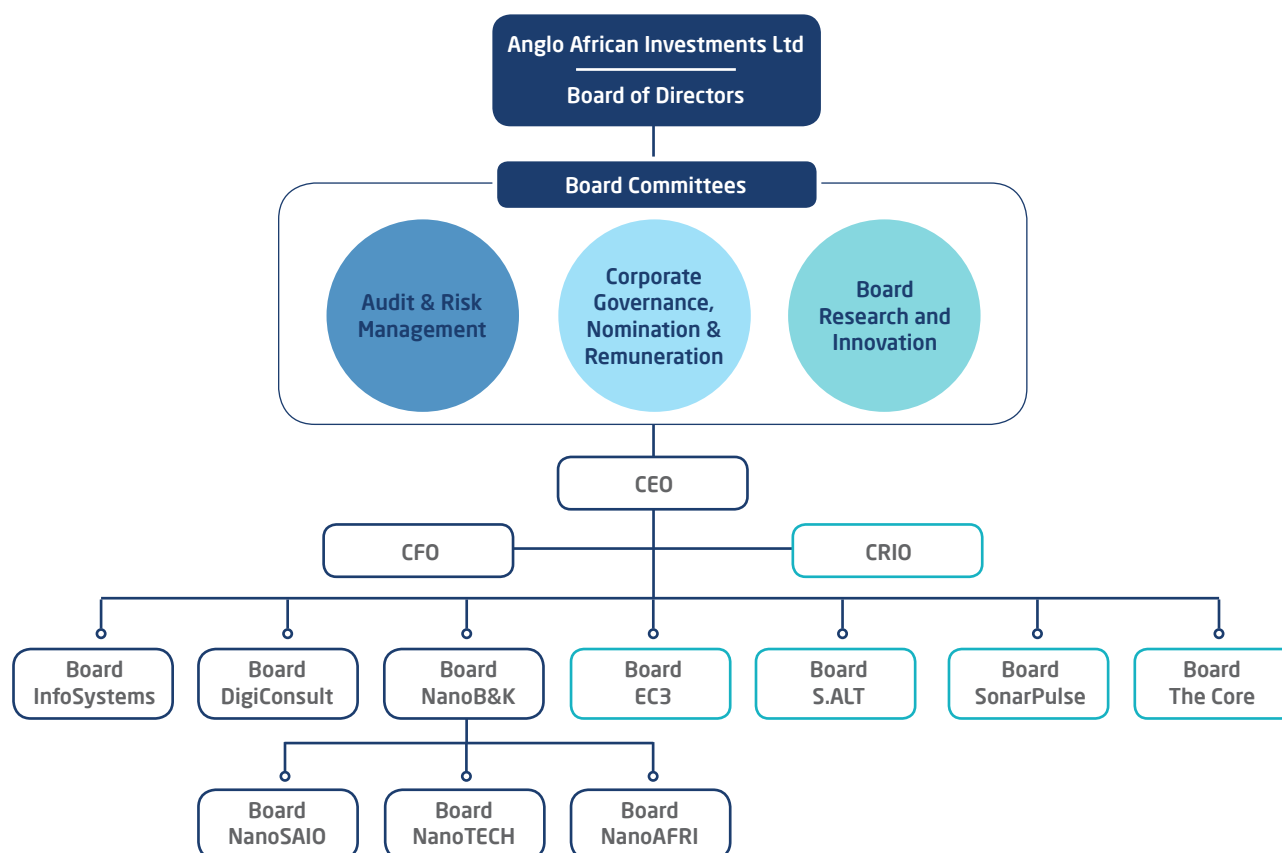 Anglo African Investments Ltd
Board of Directors
Board Committees
Audit & Risk
Management
Corporate
Governance,
Nomination &
Remuneration
Board
Research and
Innovation
CEO
CFO
CRIO
Board
InfoSystems
Board
DigiConsult
Board
NanoB&K
Board
EC3
Board
S.ALT
Board
SonarPulse
Board
The Core
Board
NanoSAIO
Board
NanoTECH
Board
NanoAFRI